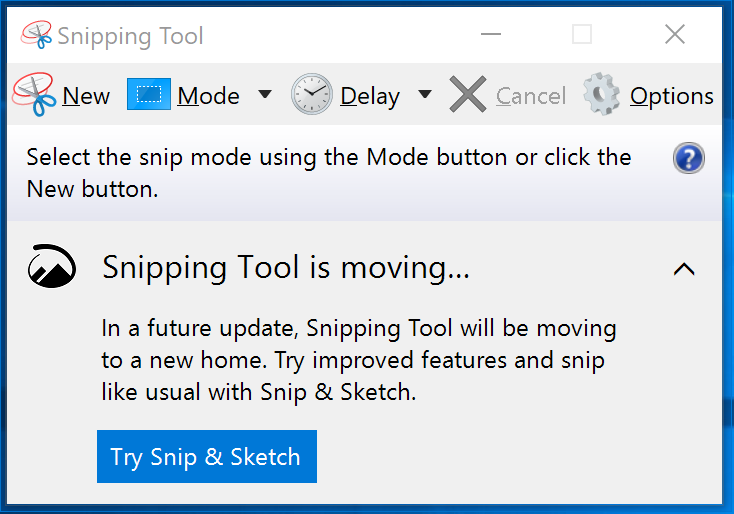 Snipping Tool
New Mode Delay Cancel Options
Select the snip mode using the Mode button or click the
New button.
?
Snipping Tool is moving...
In a future update, Snipping Tool will be moving
to a new home. Try improved features and snip
like usual with Snip & Sketch.
Try Snip & Sketch